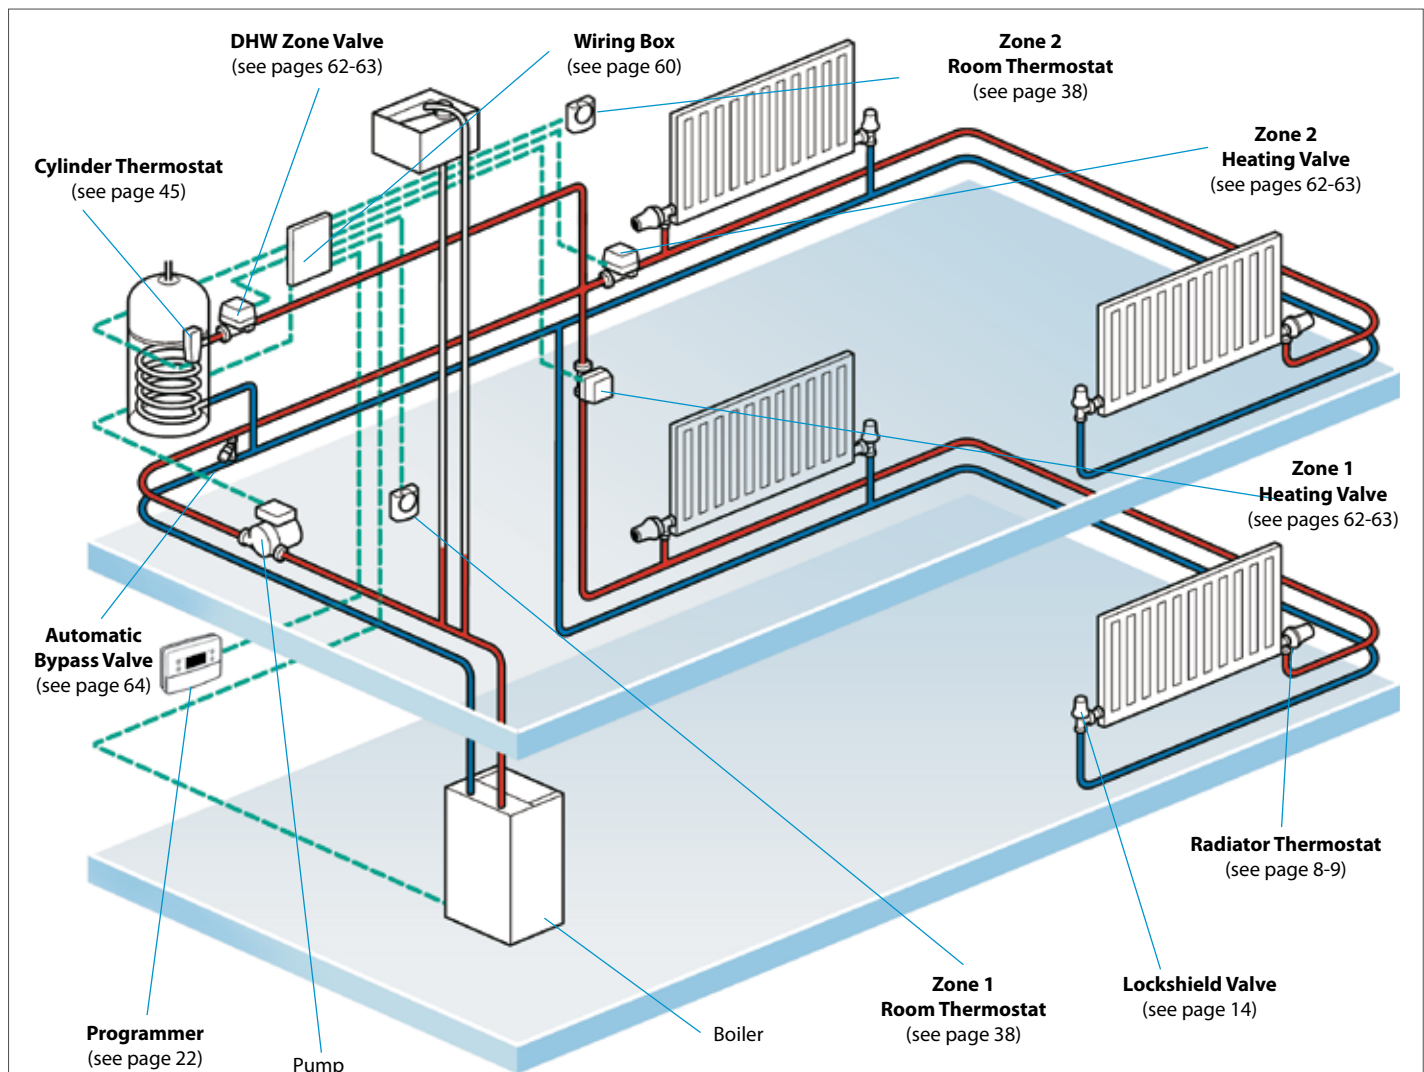 DHW Zone Valve
(see pages 62-63)
Wiring Box
(see page 60)
Zone 2
Room Thermostat
(see page 38)
Zone 2
Heating Valve
(see pages 62-63)
Cylinder Thermostat
(see page 45)
Zone 1
Heating Valve
(see pages 62-63)
Automatic
Bypass Valve
(see page 64)
Radiator Thermostat
(see page 8-9)
Zone 1
Room Thermostat
(see page 38)
Lockshield Valve
(see page 14)
Programmer
(see page 22)
Boiler
Pump